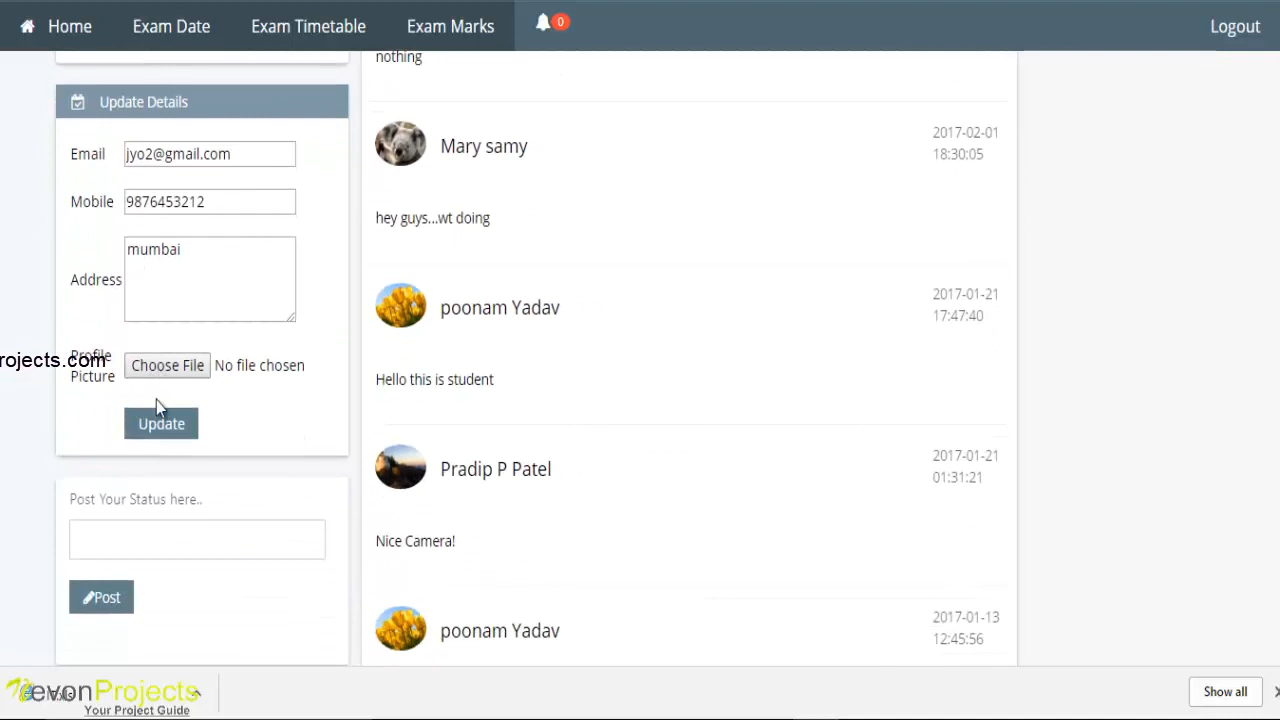 Home Exam Date Exam Timetable Exam Marks 0 Logout
nothing
Update Details
Email jyo2@gmail.com
Mobile 9876453212
Address mumbai
Profile
Picture
rojects.com
Choose File No file chosen
Update
Post Your Status here..
Post
Mary samy
2017-02-01
18:30:05
hey guys...wt doing
poonam Yadav
2017-01-21
17:47:40
Hello this is student
Pradip P Patel
2017-01-21
01:31:21
Nice Camera!
poonam Yadav
2017-01-13
12:45:56
NevonProjects
Your Project Guide
Show all